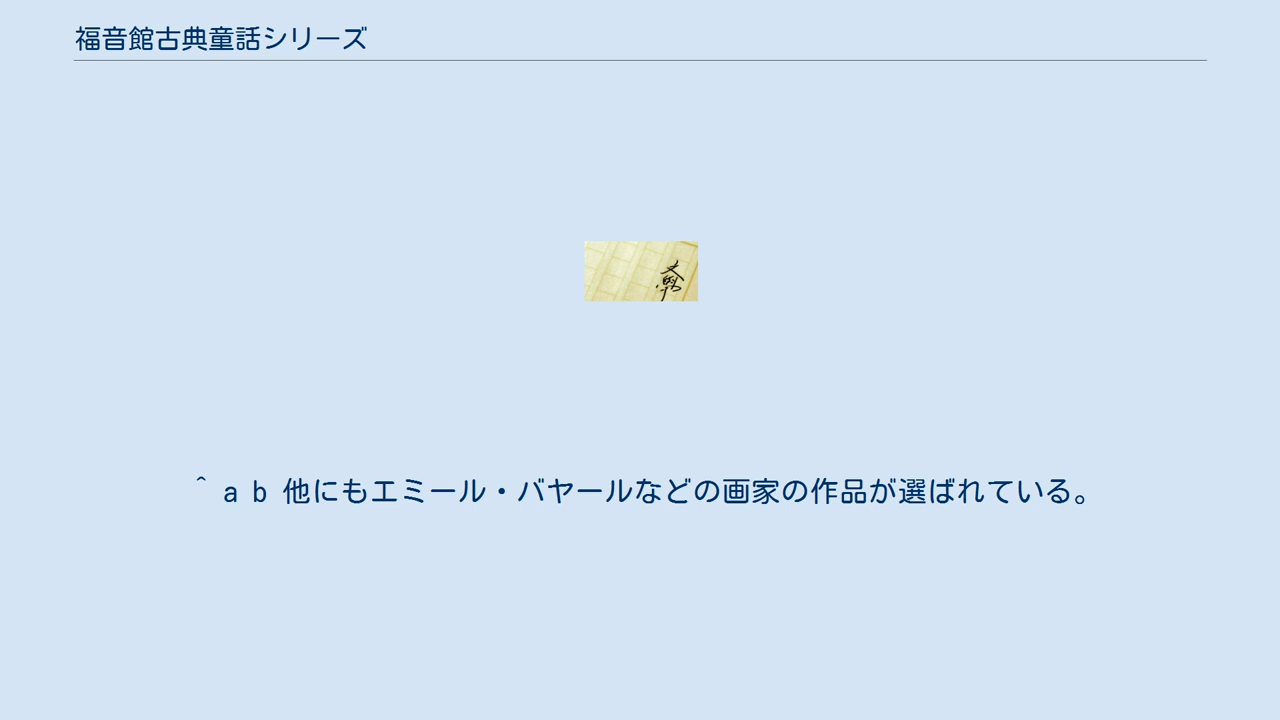 福音館古典童話シリーズ
＾ａｂ 他にもエミール・バヤールなどの画家の作品が選ばれている。